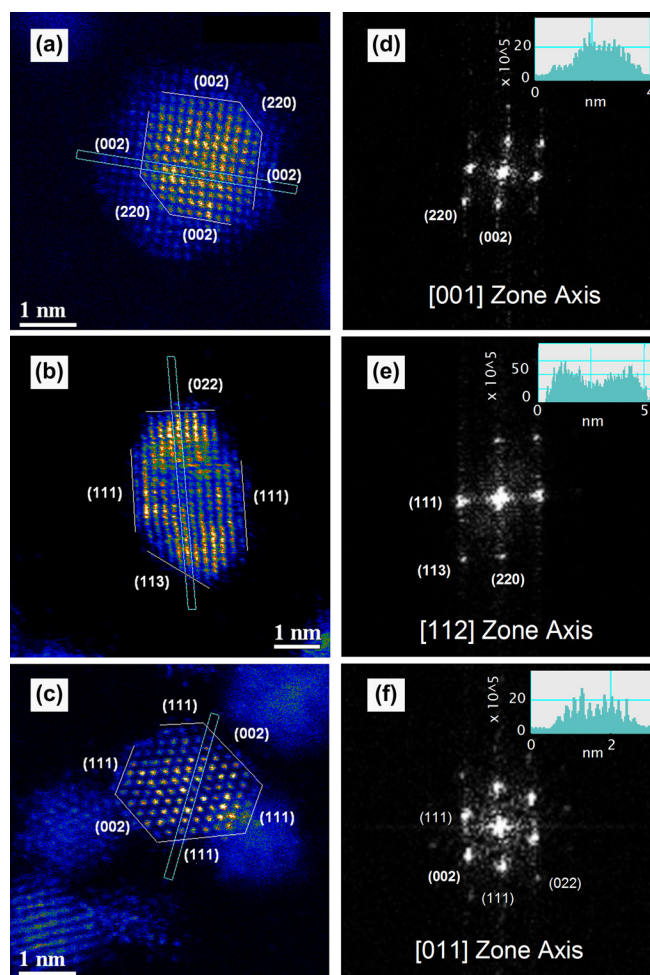 (a)
(002)
(220)
(002)
(002)
(220)
(002)
1 nm
(d)
x 10^5
20
0
0
4
nm
(220)
(002)
[001] Zone Axis
(b)
(022)
(111)
(111)
(113)
1 nm
(e)
x 10^5
50
0
0
5
nm
(111)
(113)
(220)
[112] Zone Axis
(c)
(111)
(002)
(111)
(002)
(111)
(111)
1 nm
(f)
x 10^5
20
0
0
2
nm
(111)
(002)
(111)
(022)
[011] Zone Axis